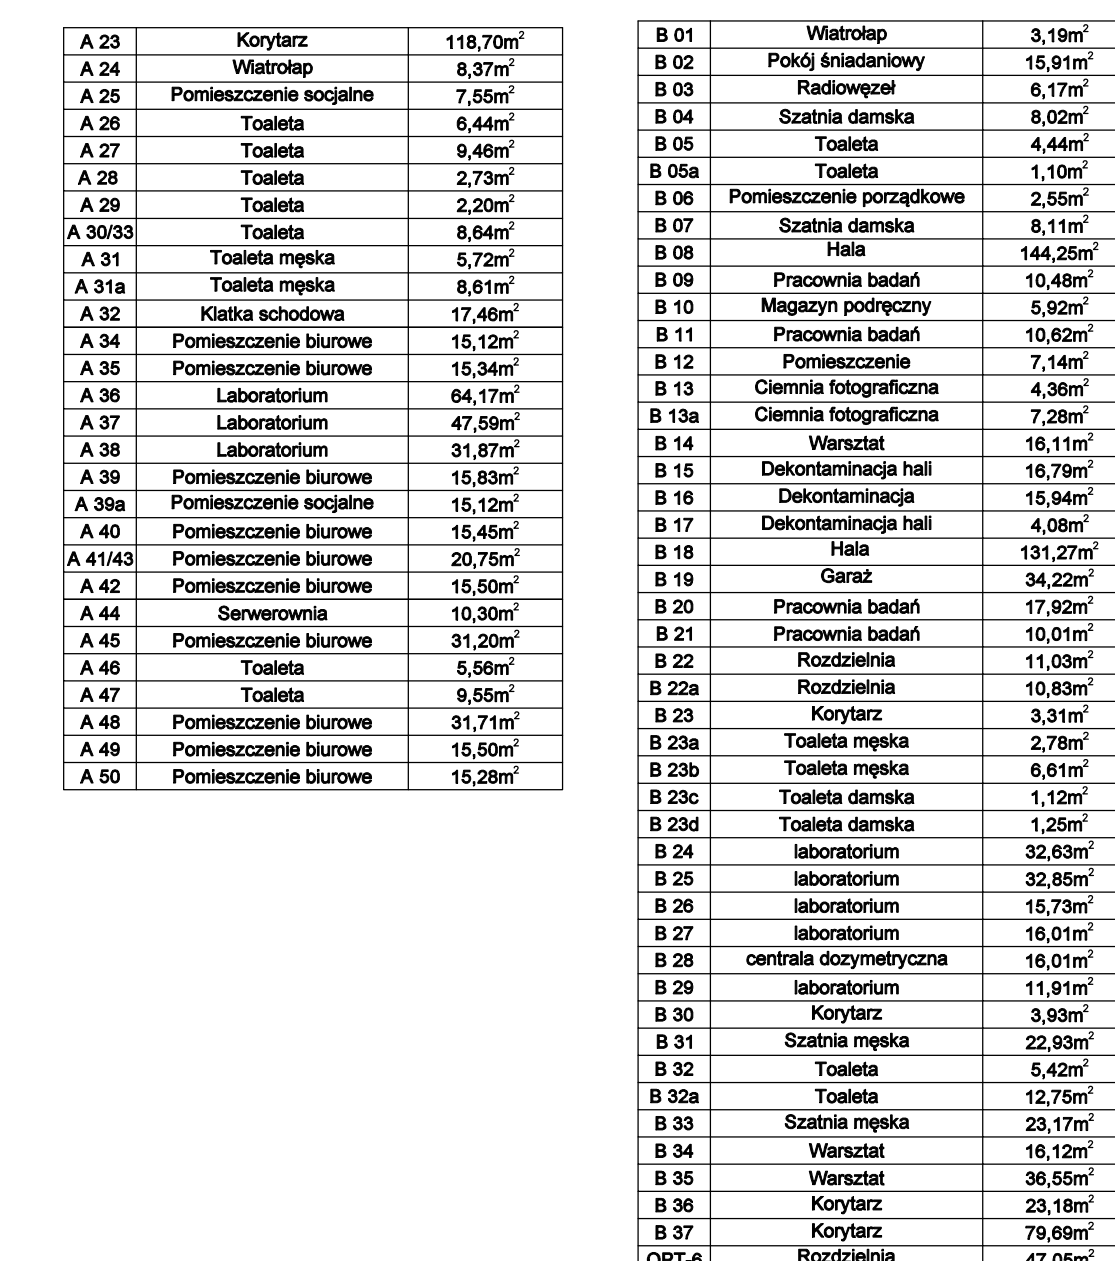 A 23 Korytarz 118,70m²
A 24 Wiatrołap 8,37m²
A 25 Pomieszczenie socjalne 7,55m²
A 26 Toaleta 6,44m²
A 27 Toaleta 9,46m²
A 28 Toaleta 2,73m²
A 29 Toaleta 2,20m²
A 30/33 Toaleta 8,64m²
A 31 Toaleta męska 5,72m²
A 31a Toaleta męska 8,61m²
A 32 Klatka schodowa 17,46m²
A 34 Pomieszczenie biurowe 15,12m²
A 35 Pomieszczenie biurowe 15,34m²
A 36 Laboratorium 64,17m²
A 37 Laboratorium 47,59m²
A 38 Laboratorium 31,87m²
A 39 Pomieszczenie biurowe 15,83m²
A 39a Pomieszczenie socjalne 15,12m²
A 40 Pomieszczenie biurowe 15,45m²
A 41/43 Pomieszczenie biurowe 20,75m²
A 42 Pomieszczenie biurowe 15,50m²
A 44 Serwerownia 10,30m²
A 45 Pomieszczenie biurowe 31,20m²
A 46 Toaleta 5,56m²
A 47 Toaleta 9,55m²
A 48 Pomieszczenie biurowe 31,71m²
A 49 Pomieszczenie biurowe 15,50m²
A 50 Pomieszczenie biurowe 15,28m²
B 01 Wiatrołap 3,19m²
B 02 Pokój śniadaniowy 15,91m²
B 03 Radiowęzeł 6,17m²
B 04 Szatnia damska 8,02m²
B 05 Toaleta 4,44m²
B 05a Toaleta 1,10m²
B 06 Pomieszczenie porządkowe 2,55m²
B 07 Szatnia damska 8,11m²
B 08 Hala 144,25m²
B 09 Pracownia badań 10,48m²
B 10 Magazyn podręczny 5,92m²
B 11 Pracownia badań 10,62m²
B 12 Pomieszczenie 7,14m²
B 13 Ciemnia fotograficzna 4,36m²
B 13a Ciemnia fotograficzna 7,28m²
B 14 Warsztat 16,11m²
B 15 Dekontaminacja hali 16,79m²
B 16 Dekontaminacja 15,94m²
B 17 Dekontaminacja hali 4,08m²
B 18 Hala 131,27m²
B 19 Garaż 34,22m²
B 20 Pracownia badań 17,92m²
B 21 Pracownia badań 10,01m²
B 22 Rozdzielnia 11,03m²
B 22a Rozdzielnia 10,83m²
B 23 Korytarz 3,31m²
B 23a Toaleta męska 2,78m²
B 23b Toaleta męska 6,61m²
B 23c Toaleta damska 1,12m²
B 23d Toaleta damska 1,25m²
B 24 laboratorium 32,63m²
B 25 laboratorium 32,85m²
B 26 laboratorium 15,73m²
B 27 laboratorium 16,01m²
B 28 centrala dozymetryczna 16,01m²
B 29 laboratorium 11,91m²
B 30 Korytarz 3,93m²
B 31 Szatnia męska 22,93m²
B 32 Toaleta 5,42m²
B 32a Toaleta 12,75m²
B 33 Szatnia męska 23,17m²
B 34 Warsztat 16,12m²
B 35 Warsztat 36,55m²
B 36 Korytarz 23,18m²
B 37 Korytarz 79,69m²
Rozdzielnia 47,05m²